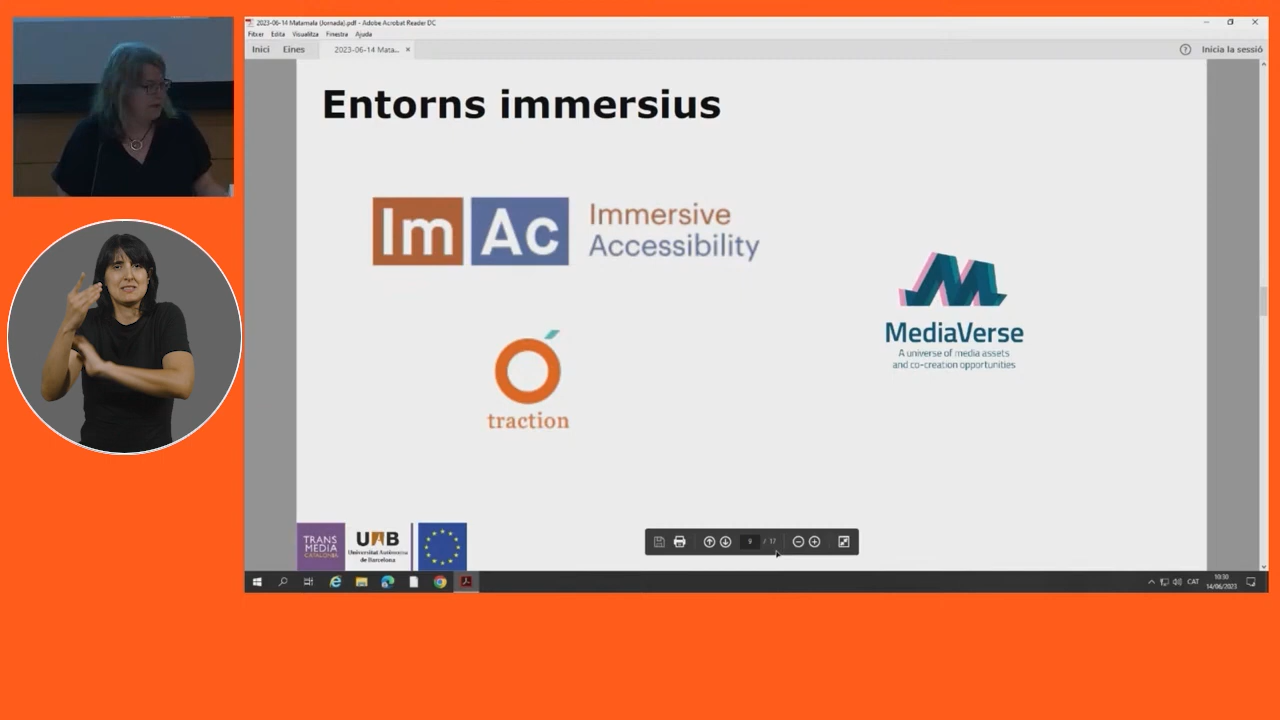 2023-06-14 Matamala (Jornada).pdf - Adobe Acrobat Reader DC
Fitxer Edita Visualitza Finestra Ajuda
Inici Eines 2023-06-14 Mata... × Inicia la sessió
Entorns immersius
Im Ac Immersive
Accessibility
MediaVerse
A universe of media assets
and co-creation opportunities
traction
TRANS
MEDIA
CATALONIA
UAB
Universitat Autònoma
de Barcelona
9 / 17
CAT
10:30
14/06/2023